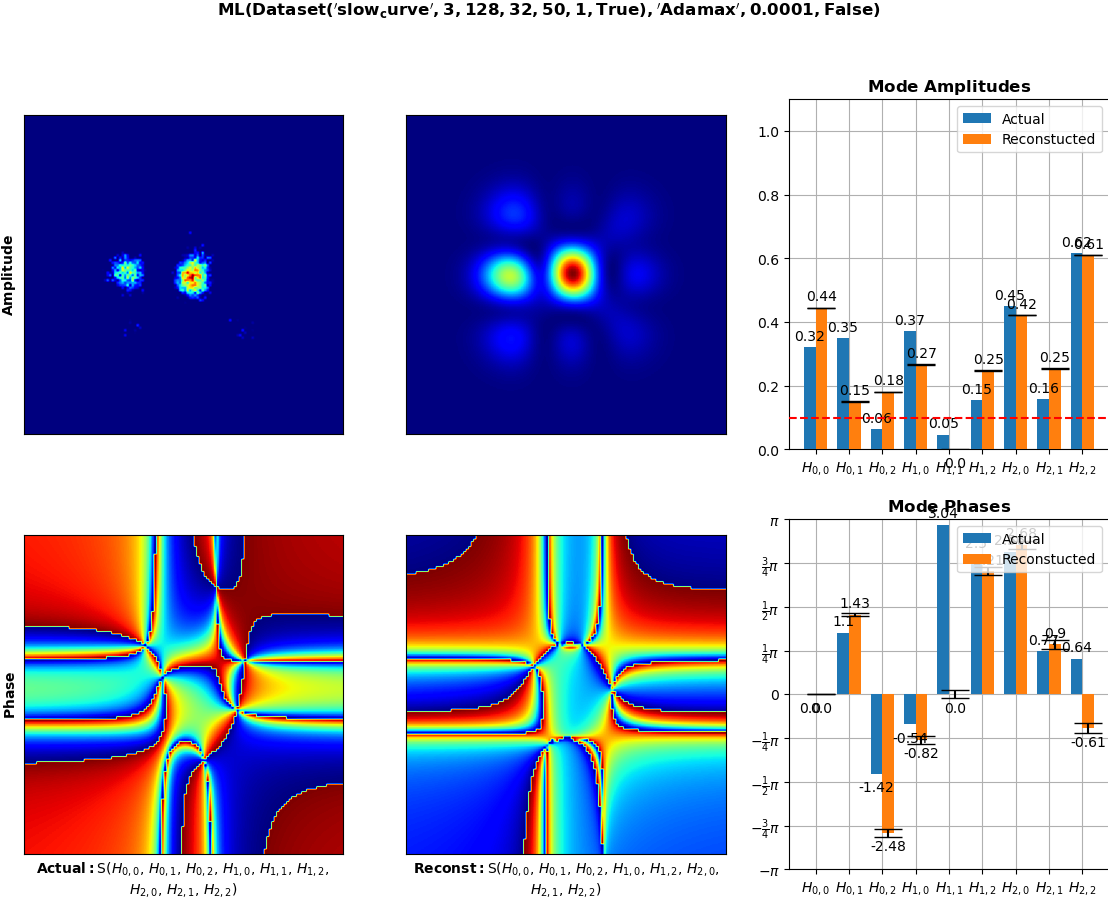 ML(Dataset('slow_curve', 3, 128, 32, 50, 1, True), 'Adamax', 0.0001, False)
Amplitude
Mode Amplitudes
Actual
Reconstucted
1.0
0.8
0.6
0.4
0.2
0.0
0.32
0.44
0.35
0.15
0.06
0.18
0.37
0.27
0.05
0.0
0.15
0.25
0.45
0.42
0.16
0.25
0.62
0.61
H0,0 H0,1 H0,2 H1,0 H1,1 H1,2 H2,0 H2,1 H2,2
Phase
Mode Phases
Actual
Reconstucted
π
3/4π
1/2π
1/4π
0
−1/4π
−1/2π
−3/4π
−π
0.0
0.0
1.1
1.43
-1.42
-2.48
-0.54
-0.82
3.04
0.0
2.68
0.9
0.64
-0.61
H0,0 H0,1 H0,2 H1,0 H1,1 H1,2 H2,0 H2,1 H2,2
Actual: S(H0,0, H0,1, H0,2, H1,0, H1,1, H1,2,
H2,0, H2,1, H2,2)
Reconst: S(H0,0, H0,1, H0,2, H1,0, H1,2, H2,0,
H2,1, H2,2)